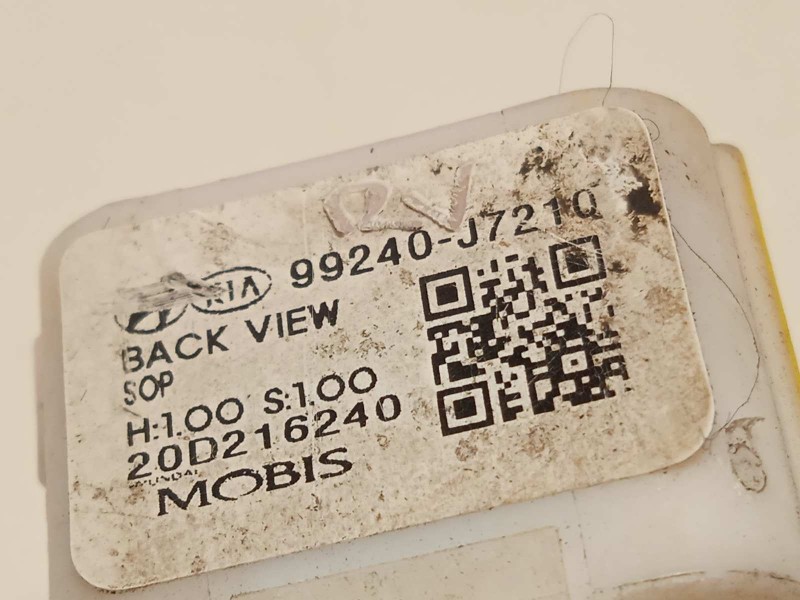 KIA 99240-J7210
BACK VIEW
SOP
H:1.00 S:1.00
20D216240
HYUNDAI
MOBIS